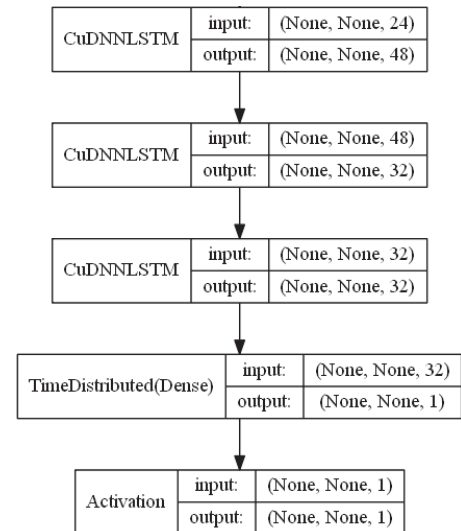 CuDNNLSTM input: (None, None, 24)
output: (None, None, 48)
CuDNNLSTM input: (None, None, 48)
output: (None, None, 32)
CuDNNLSTM input: (None, None, 32)
output: (None, None, 32)
TimeDistributed(Dense) input: (None, None, 32)
output: (None, None, 1)
Activation input: (None, None, 1)
output: (None, None, 1)